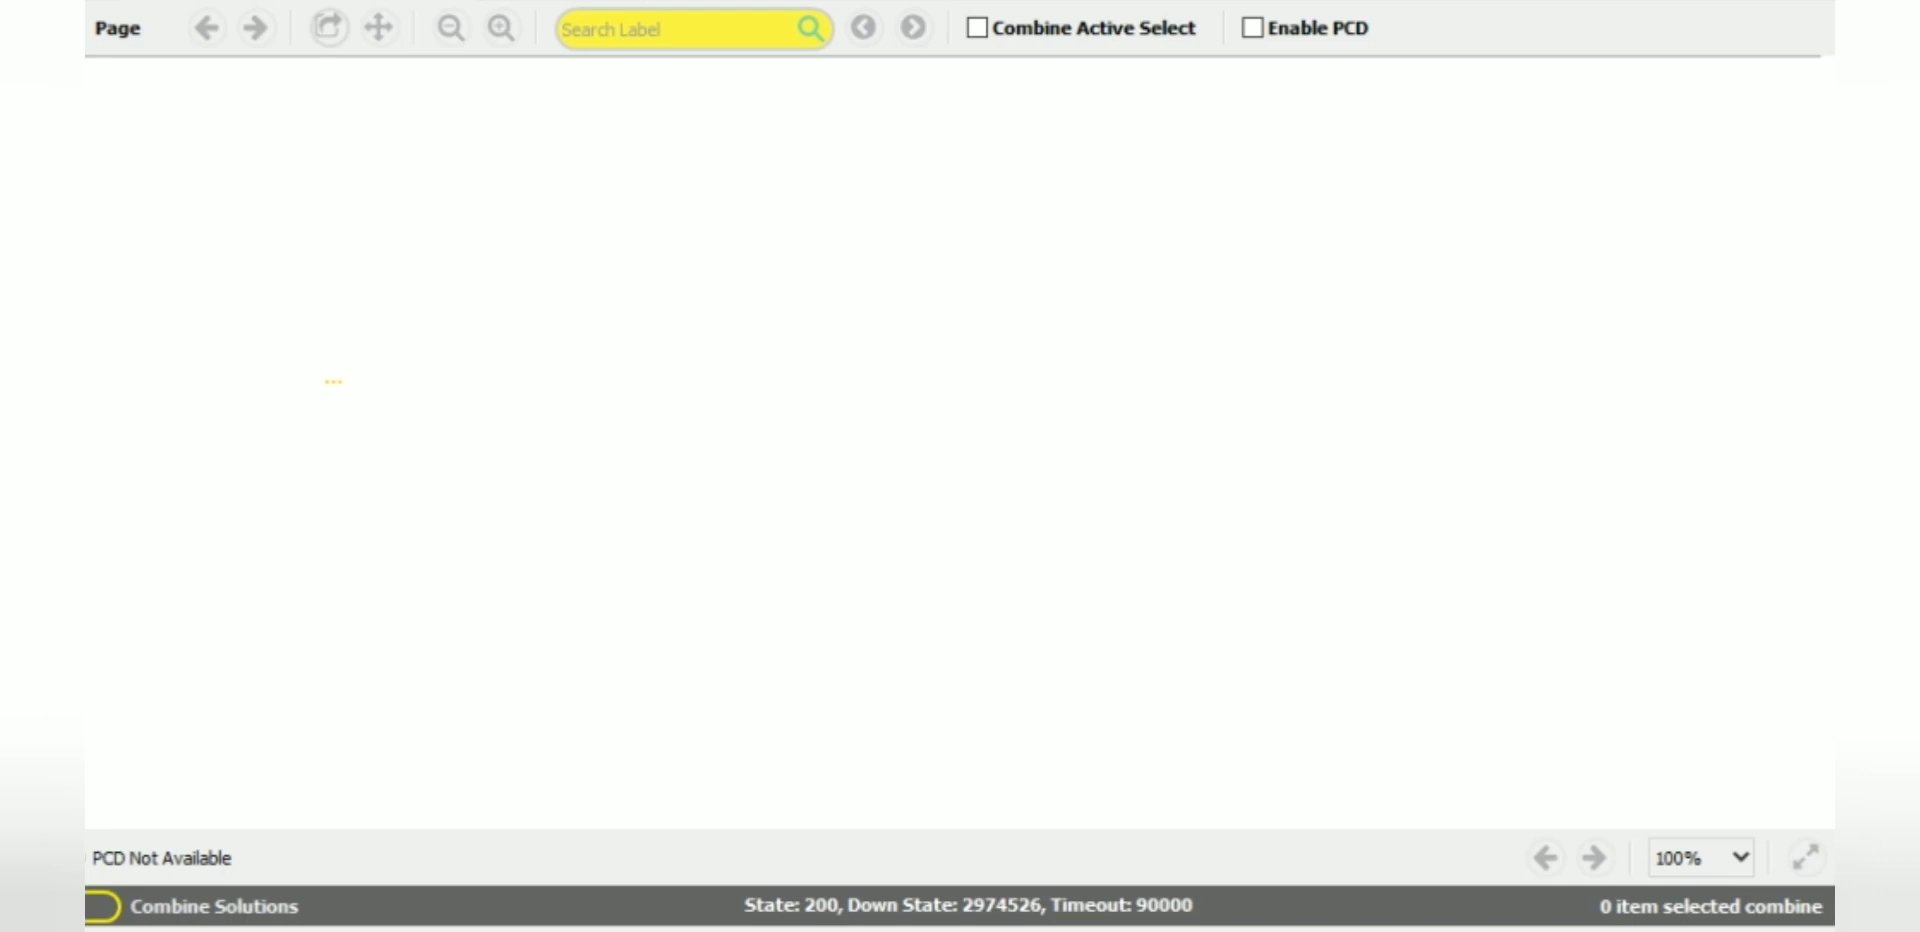 Page
Search Label
Combine Active Select
Enable PCD
...
PCD Not Available
100%
Combine Solutions
State: 200, Down State: 2974526, Timeout: 90000
0 item selected combine